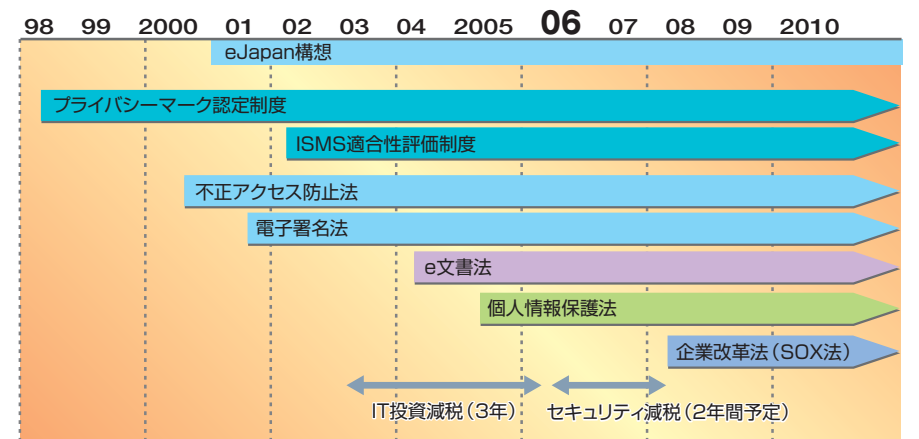 98 99 2000 01 02 03 04 2005 06 07 08 09 2010
eJapan構想
プライバシーマーク認定制度
ISMS適合性評価制度
不正アクセス防止法
電子署名法
e文書法
個人情報保護法
企業改革法(SOX法)
IT投資減税(3年) セキュリティ減税(2年間予定)